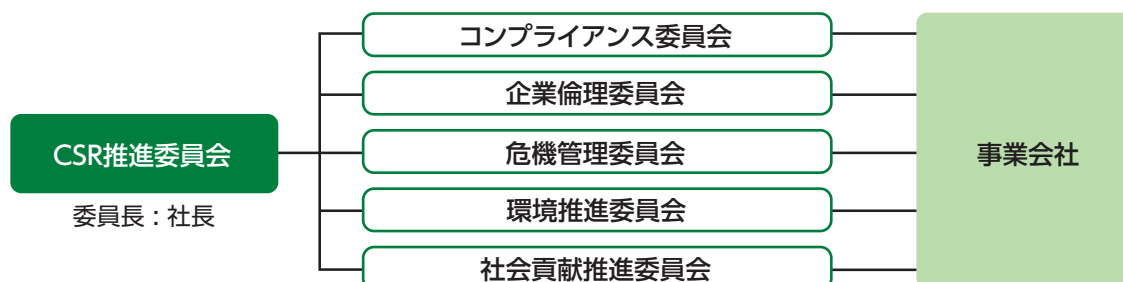 コンプライアンス委員会
企業倫理委員会
CSR推進委員会
危機管理委員会
事業会社
委員長：社長
環境推進委員会
社会貢献推進委員会